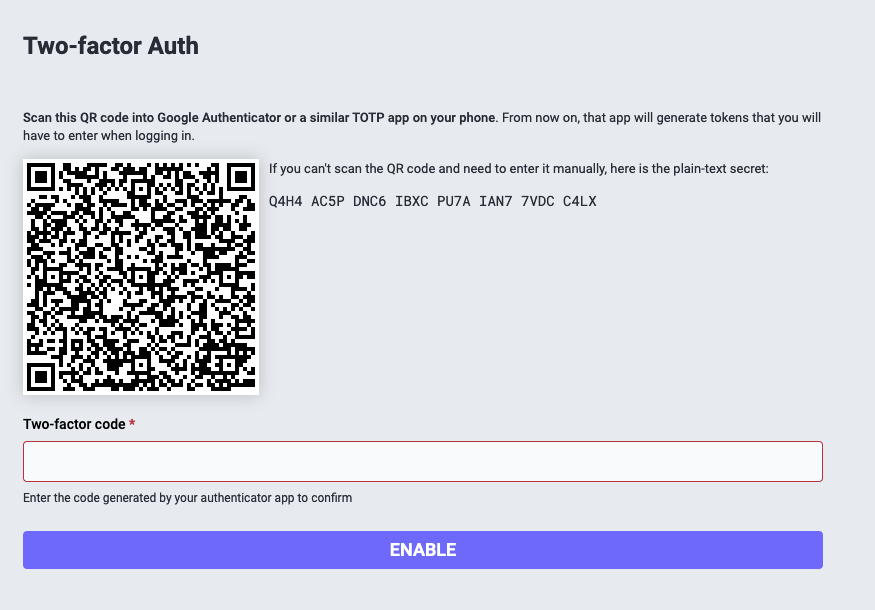 Two-factor Auth
Scan this QR code into Google Authenticator or a similar TOTP app on your phone. From now on, that app will generate tokens that you will
have to enter when logging in.
If you can't scan the QR code and need to enter it manually, here is the plain-text secret:
Q4H4 AC5P DNC6 IBXC PU7A IAN7 7VDC C4LX
Two-factor code *
Enter the code generated by your authenticator app to confirm
ENABLE